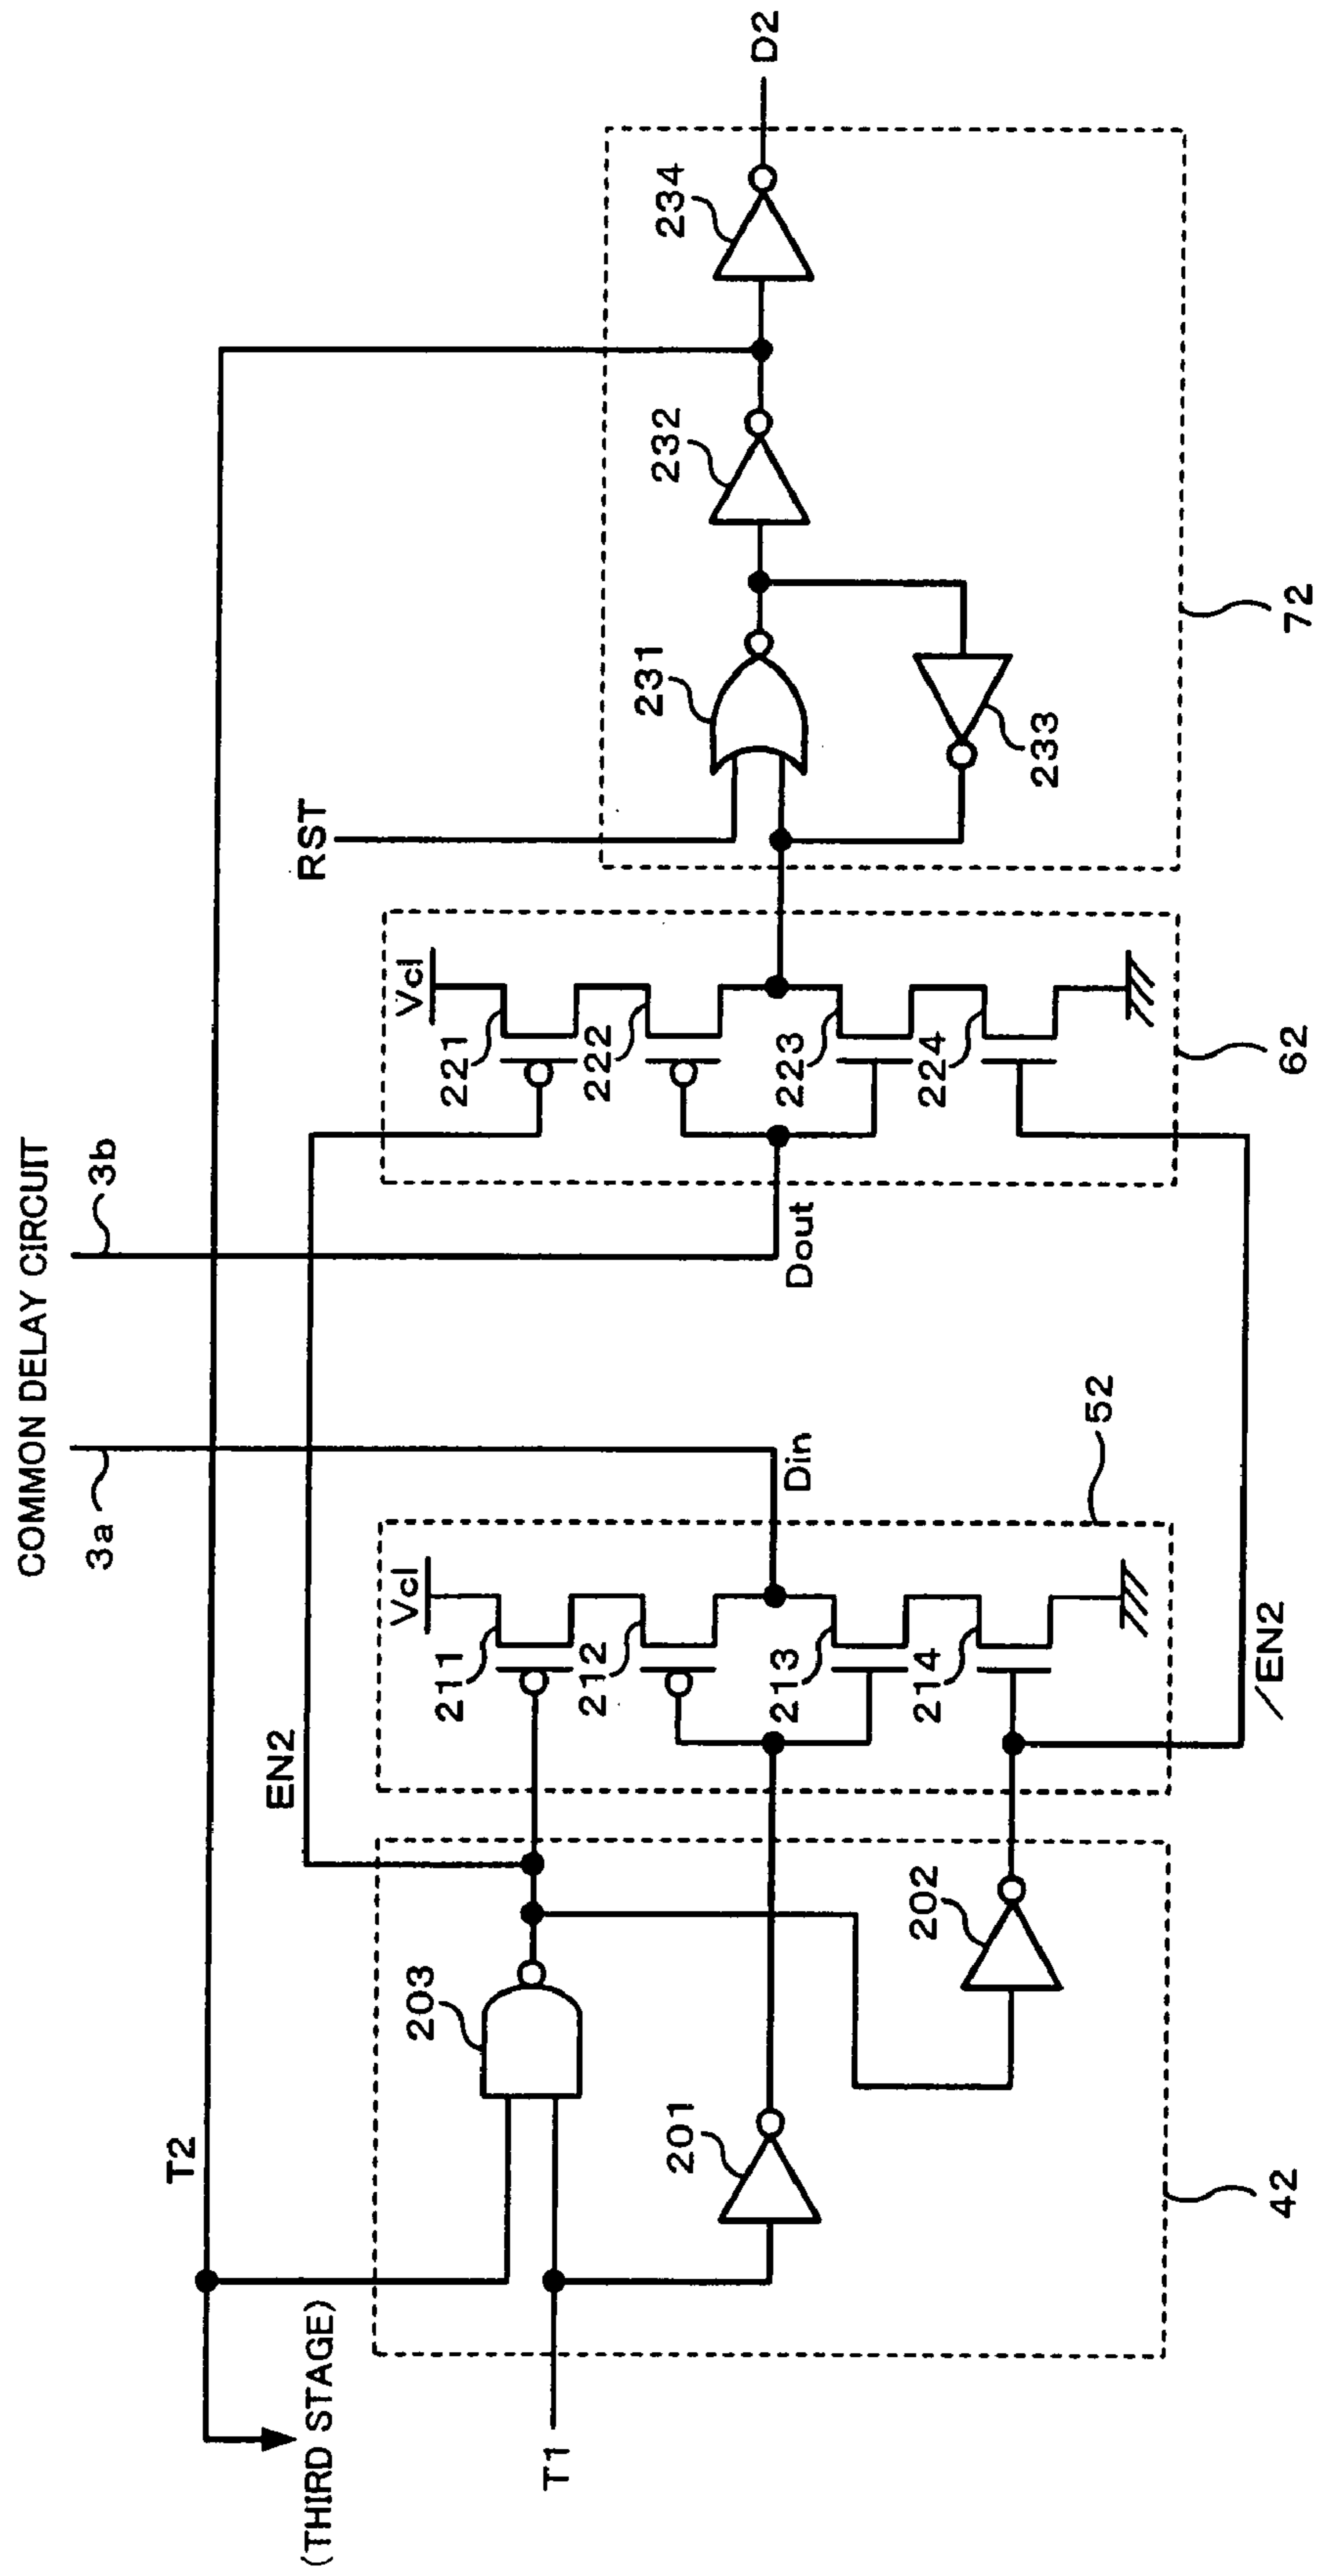 COMMON DELAY CIRCUIT
3a
3b
T2
(THIRD STAGE)
EN2
RST
T1
203
201
202
42
Vcl
211
212
213
214
Din
52
/EN2
Dout
Vcl
221
222
223
224
62
231
232
233
234
72
D2